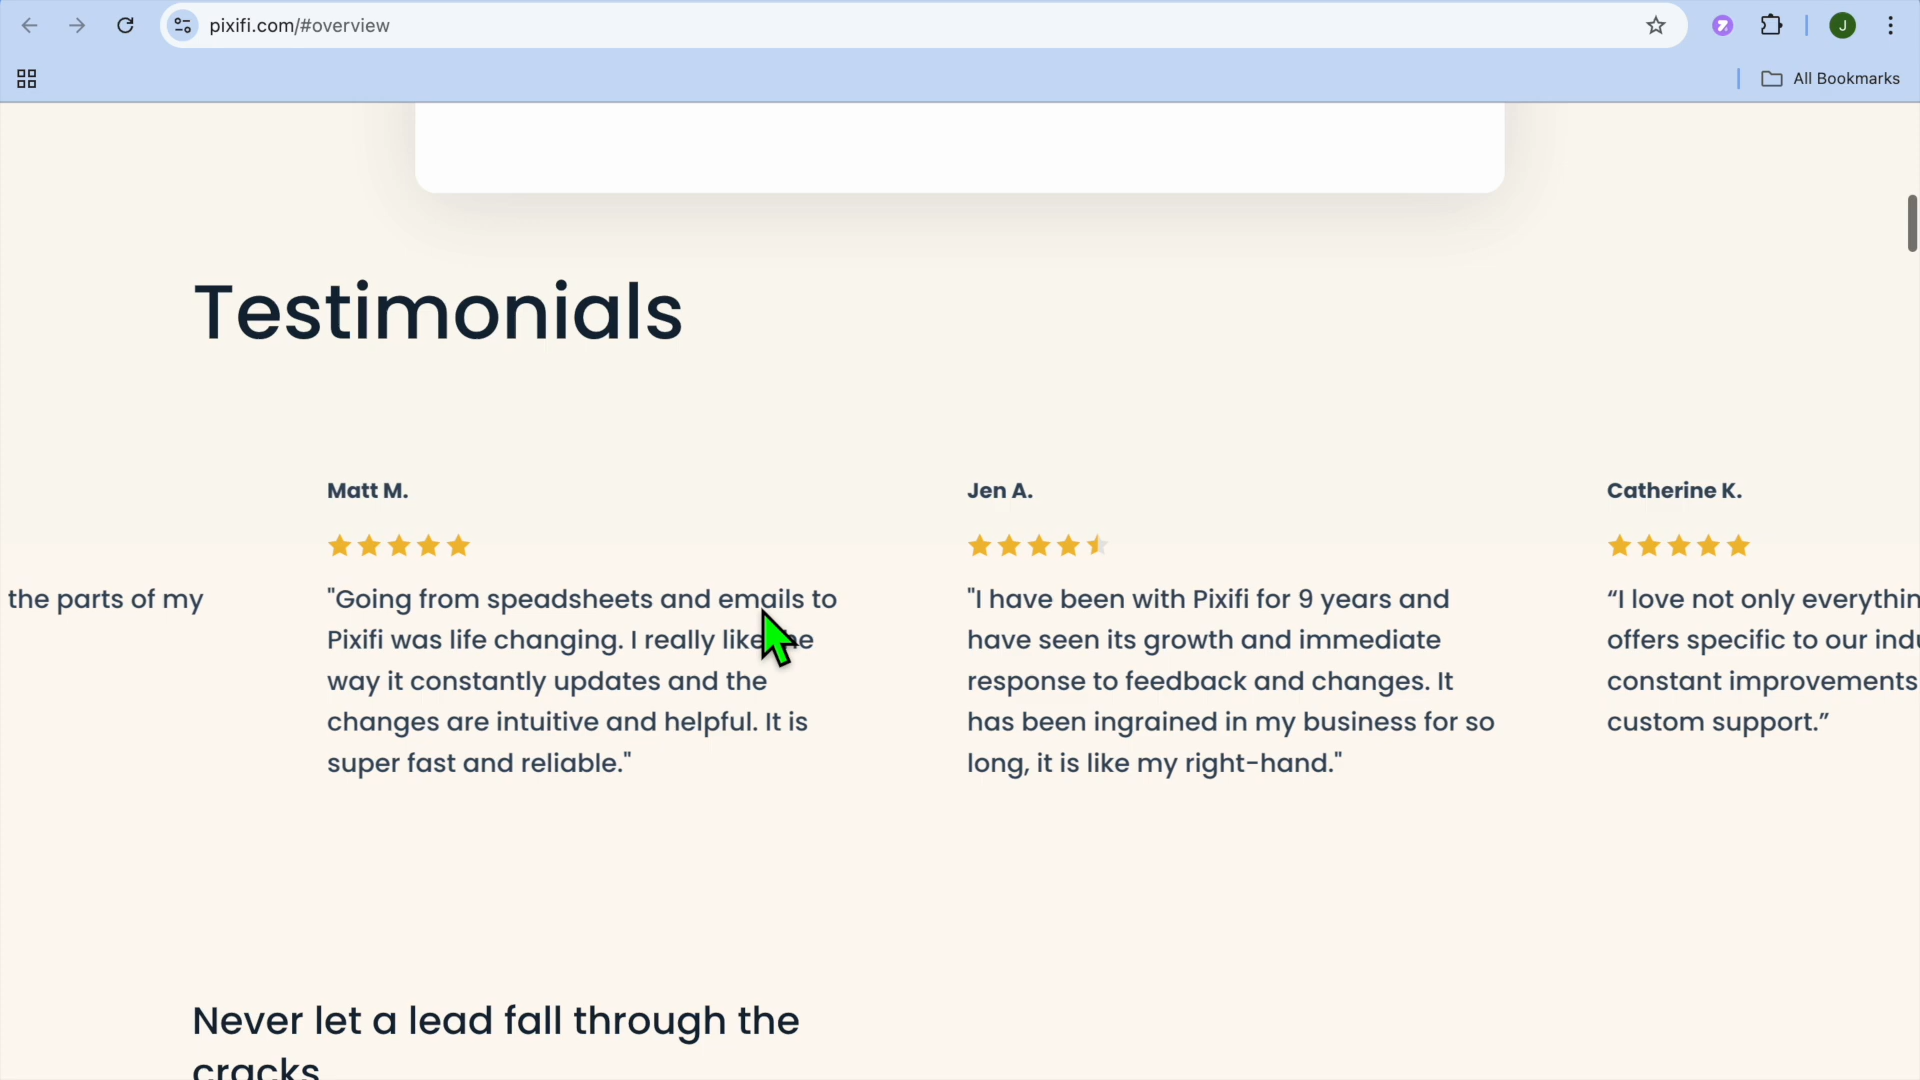 pixifi.com/#overview
J
All Bookmarks
Testimonials
the parts of my
Matt M.
"Going from speadsheets and emails to
Pixifi was life changing. I really like
way it constantly updates and the
changes are intuitive and helpful. It is
super fast and reliable."
Jen A.
"I have been with Pixifi for 9 years and
have seen its growth and immediate
response to feedback and changes. It
has been ingrained in my business for so
long, it is like my right-hand."
Catherine K.
“I love not only everythin
offers specific to our indu
constant improvements
custom support.”
Never let a lead fall through the
cracks